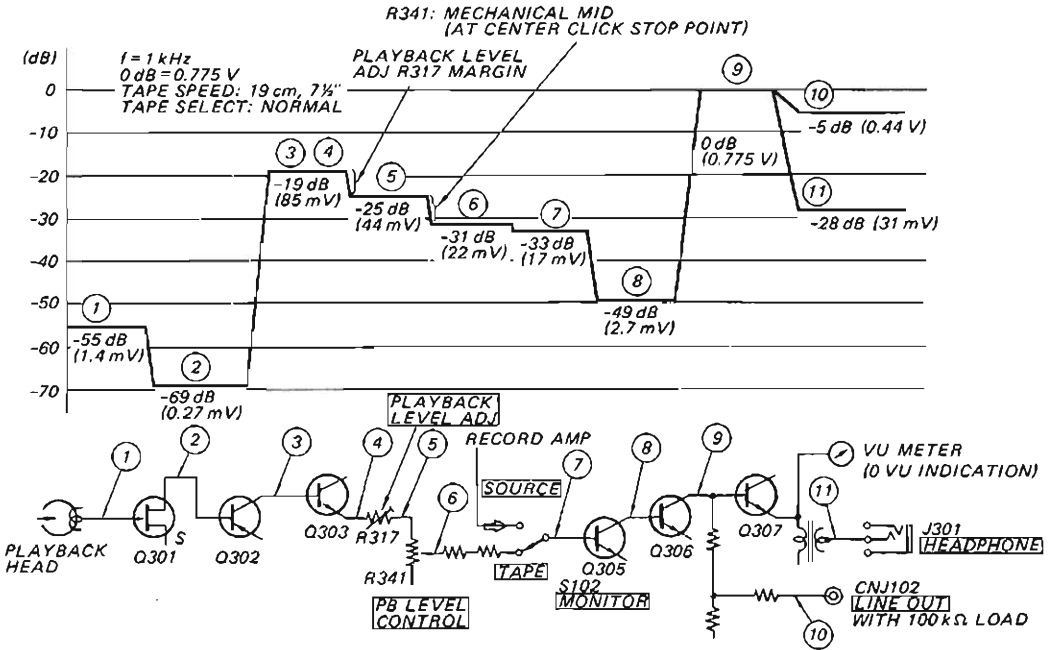 R341: MECHANICAL MID
(AT CENTER CLICK STOP POINT)
PLAYBACK LEVEL
ADJ R317 MARGIN
(dB)
f = 1 kHz
0 dB = 0.775 V
TAPE SPEED: 19 cm, 7½"
TAPE SELECT: NORMAL
0
-10
-20
-30
-40
-50
-60
-70
1
-55 dB
(1.4 mV)
2
-69 dB
(0.27 mV)
3
4
-19 dB
(85 mV)
5
-25 dB
(44 mV)
6
-31 dB
(22 mV)
7
-33 dB
(17 mV)
8
-49 dB
(2.7 mV)
9
0 dB
(0.775 V)
10
-5 dB (0.44 V)
11
-28 dB (31 mV)
PLAYBACK
LEVEL ADJ
RECORD AMP
SOURCE
1
2
3
4
5
6
7
8
9
VU METER
(0 VU INDICATION)
11
PLAYBACK
HEAD
S
Q301
Q302
Q303
R317
R341
TAPE
Q305
Q306
Q307
J301
HEADPHONE
S102
MONITOR
PB LEVEL
CONTROL
CNJ102
LINE OUT
WITH 100 kΩ LOAD
10